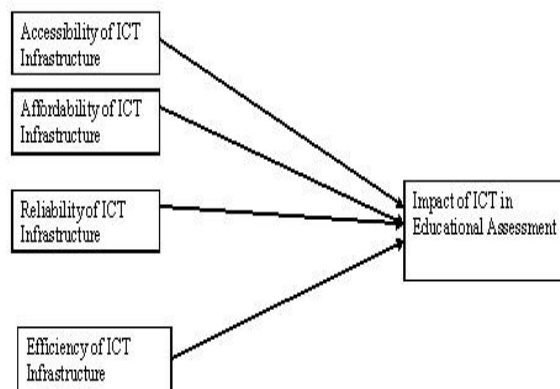 Accessibility of ICT
Infrastructure
Affordability of ICT
Infrastructure
Reliability of ICT
Infrastructure
Impact of ICT in
Educational Assessment
Efficiency of ICT
Infrastructure